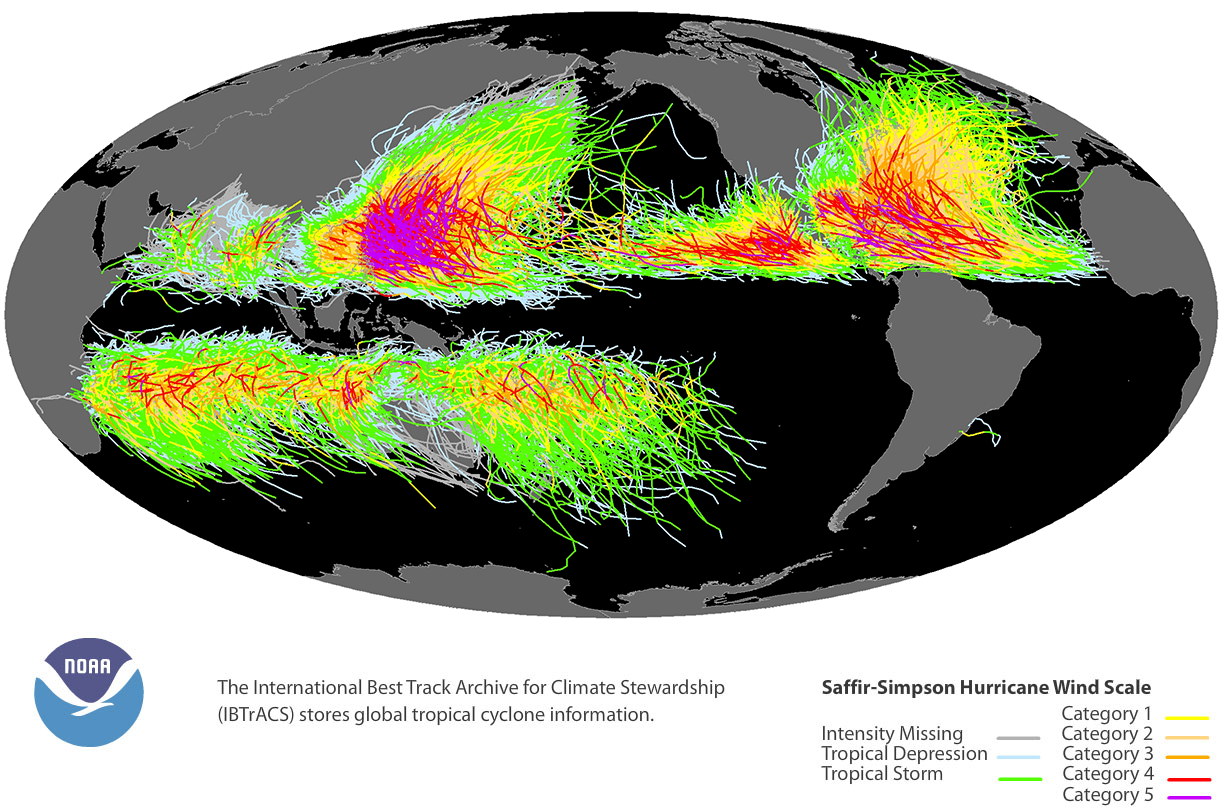 NOAA
The International Best Track Archive for Climate Stewardship
(IBTrACS) stores global tropical cyclone information.
Saffir-Simpson Hurricane Wind Scale
Intensity Missing
Tropical Depression
Tropical Storm
Category 1
Category 2
Category 3
Category 4
Category 5